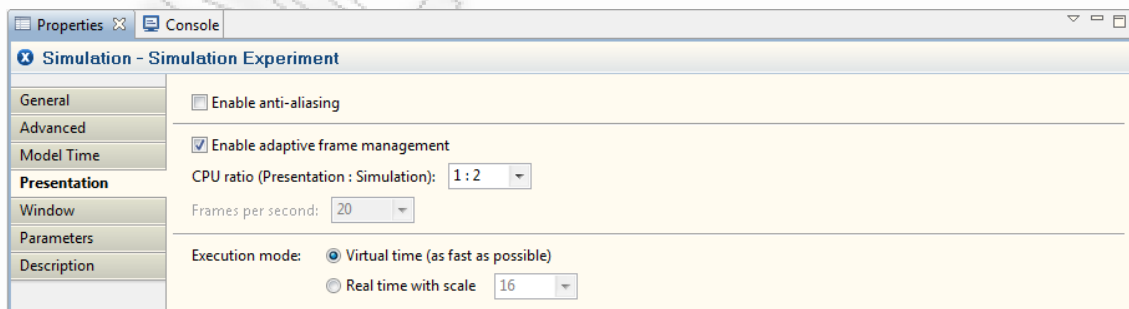 Properties Console
Simulation - Simulation Experiment
General
Advanced
Model Time
Presentation
Window
Parameters
Description
Enable anti-aliasing
Enable adaptive frame management
CPU ratio (Presentation : Simulation): 1 : 2
Frames per second: 20
Execution mode: Virtual time (as fast as possible)
Real time with scale 16